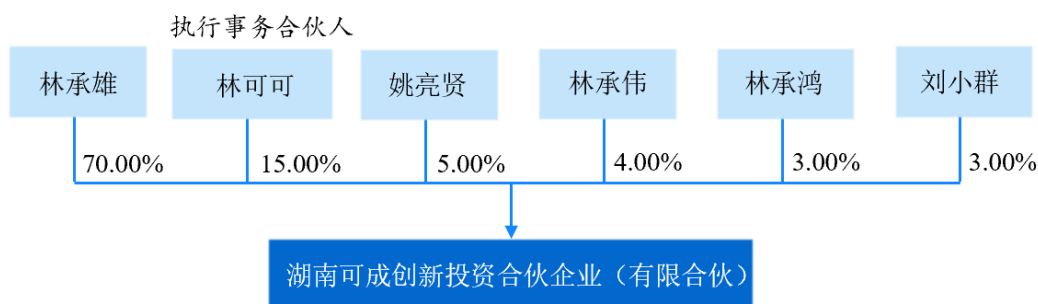 执行事务合伙人
林承雄
林可可
姚亮贤
林承伟
林承鸿
刘小群
70.00%
15.00%
5.00%
4.00%
3.00%
3.00%
湖南可成创新投资合伙企业（有限合伙）